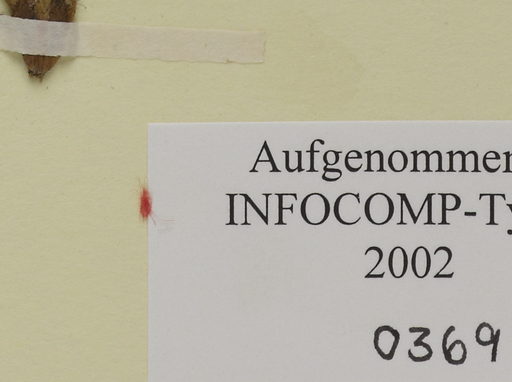 Aufgenommen
INFOCOMP-Ty
2002
0369